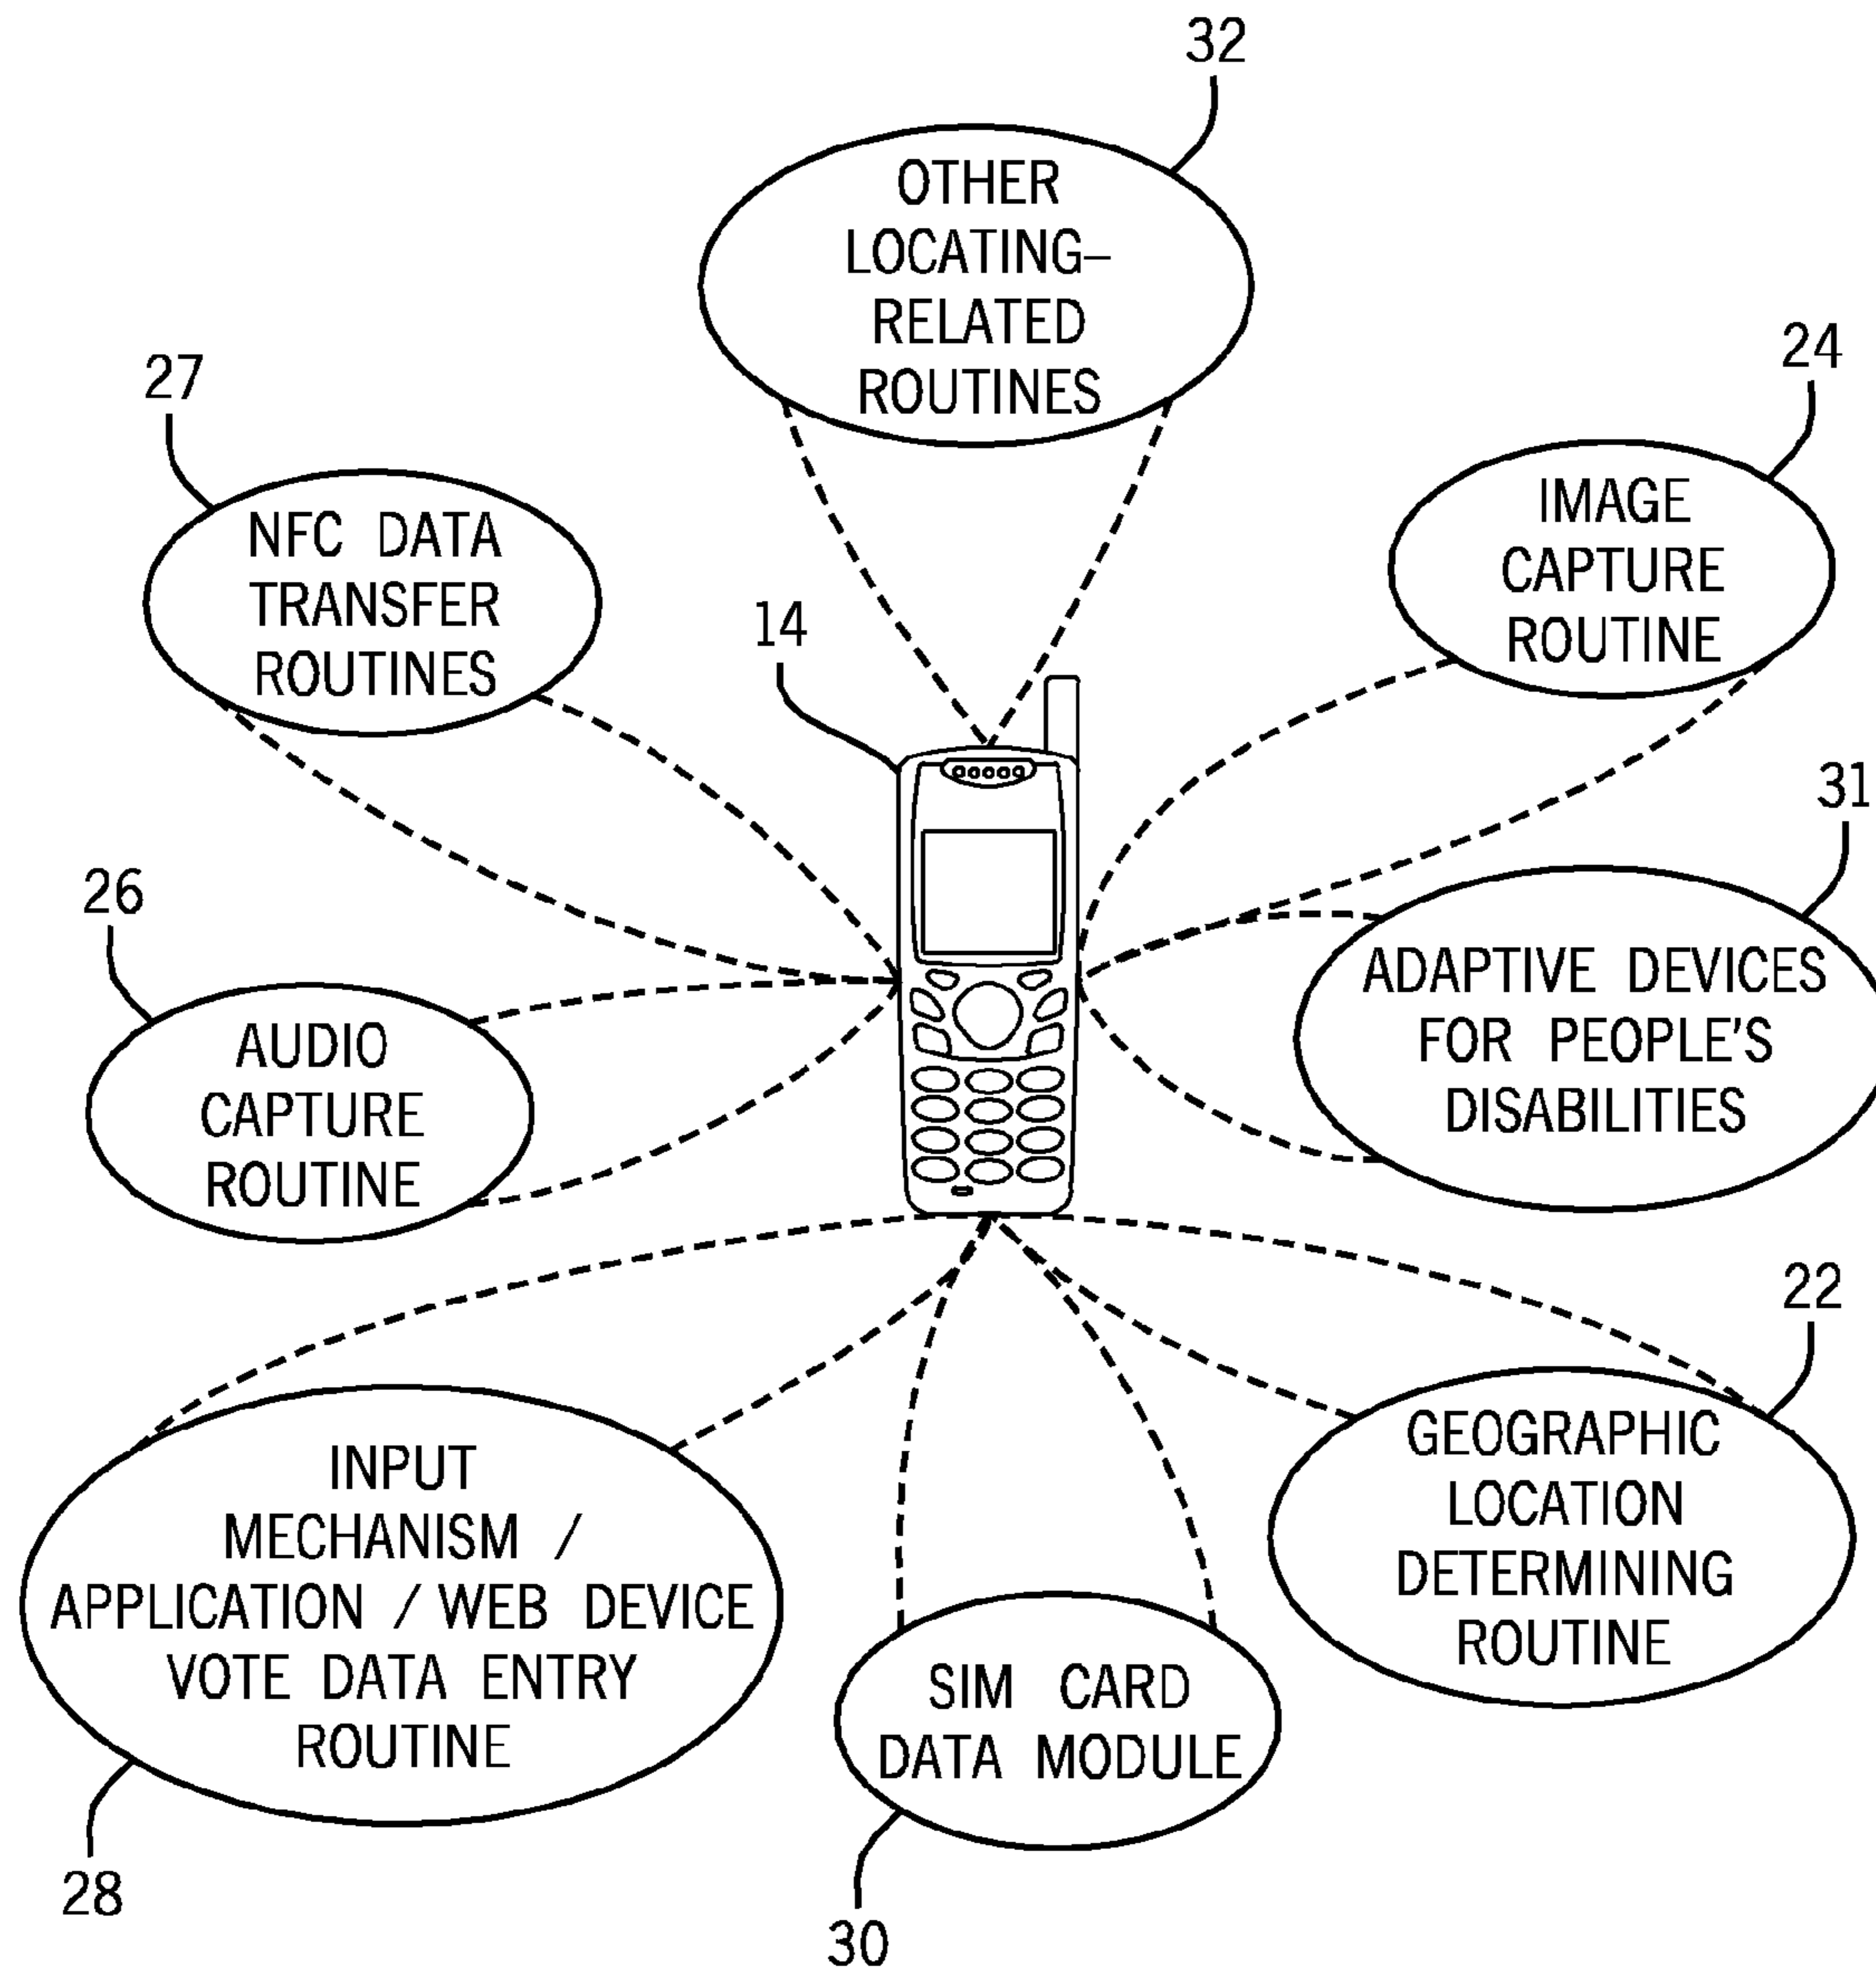 32
OTHER
LOCATING–
RELATED
ROUTINES
27
NFC DATA
TRANSFER
ROUTINES
24
IMAGE
CAPTURE
ROUTINE
14
31
ADAPTIVE DEVICES
FOR PEOPLE'S
DISABILITIES
26
AUDIO
CAPTURE
ROUTINE
22
GEOGRAPHIC
LOCATION
DETERMINING
ROUTINE
INPUT
MECHANISM /
APPLICATION / WEB DEVICE
VOTE DATA ENTRY
ROUTINE
28
SIM CARD
DATA MODULE
30